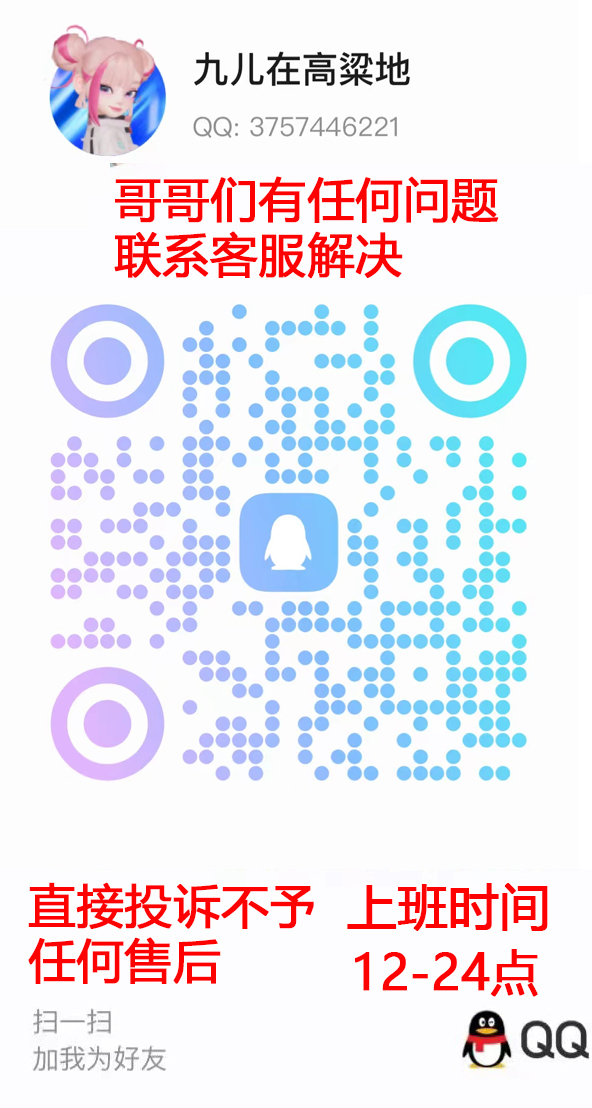 九儿在高粱地
QQ: 3757446221
哥哥们有任何问题
联系客服解决
直接投诉不予
任何售后
上班时间
12-24点
扫一扫
加我为好友
QQ